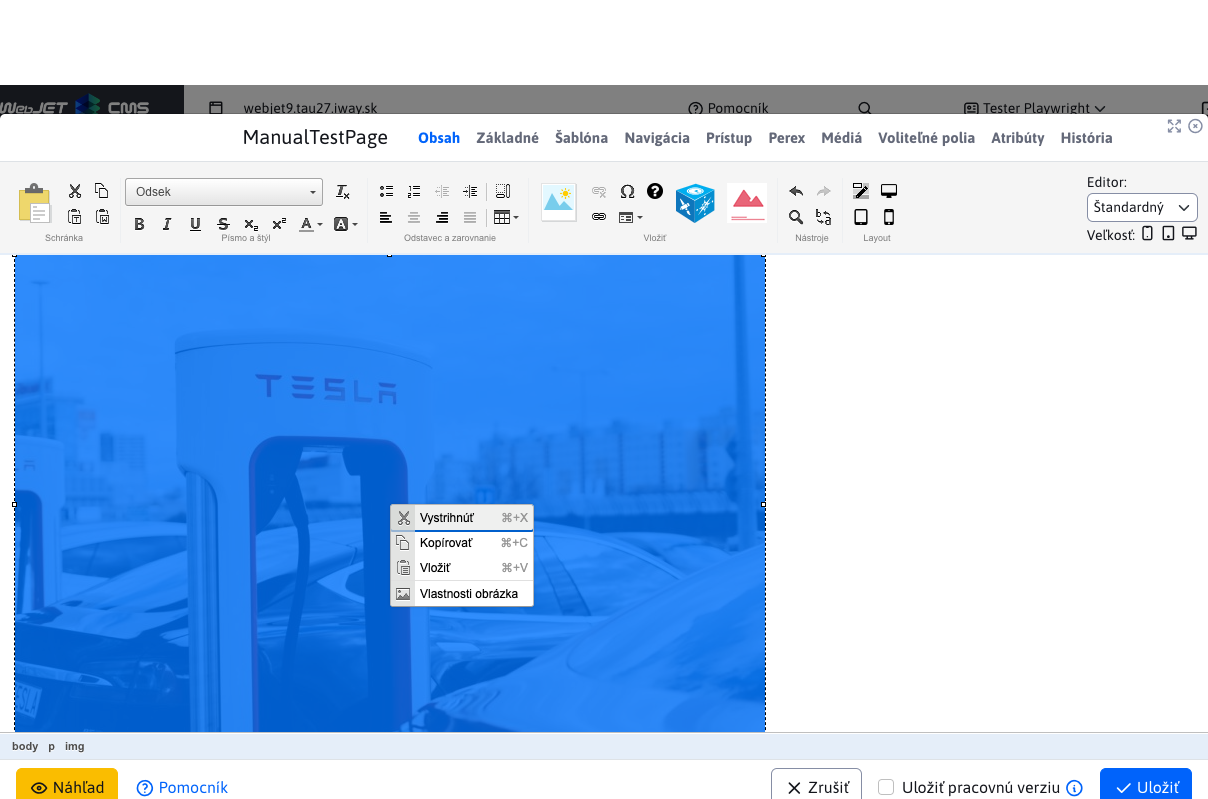 WebJET CMS
webjet9.tau27.iway.sk
Pomocník
Tester Playwright
ManualTestPage
Obsah
Základné
Šablóna
Navigácia
Prístup
Perex
Médiá
Voliteľné polia
Atribúty
História
Odsek
Schránka
Písmo a štýl
Odstavec a zarovnanie
Vložiť
Nástroje
Layout
Editor:
Štandardný
Veľkosť:
TESLA
Vystrihnúť ⌘+X
Kopírovať ⌘+C
Vložiť ⌘+V
Vlastnosti obrázka
body p img
Náhľad
Pomocník
Zrušiť
Uložiť pracovnú verziu
Uložiť